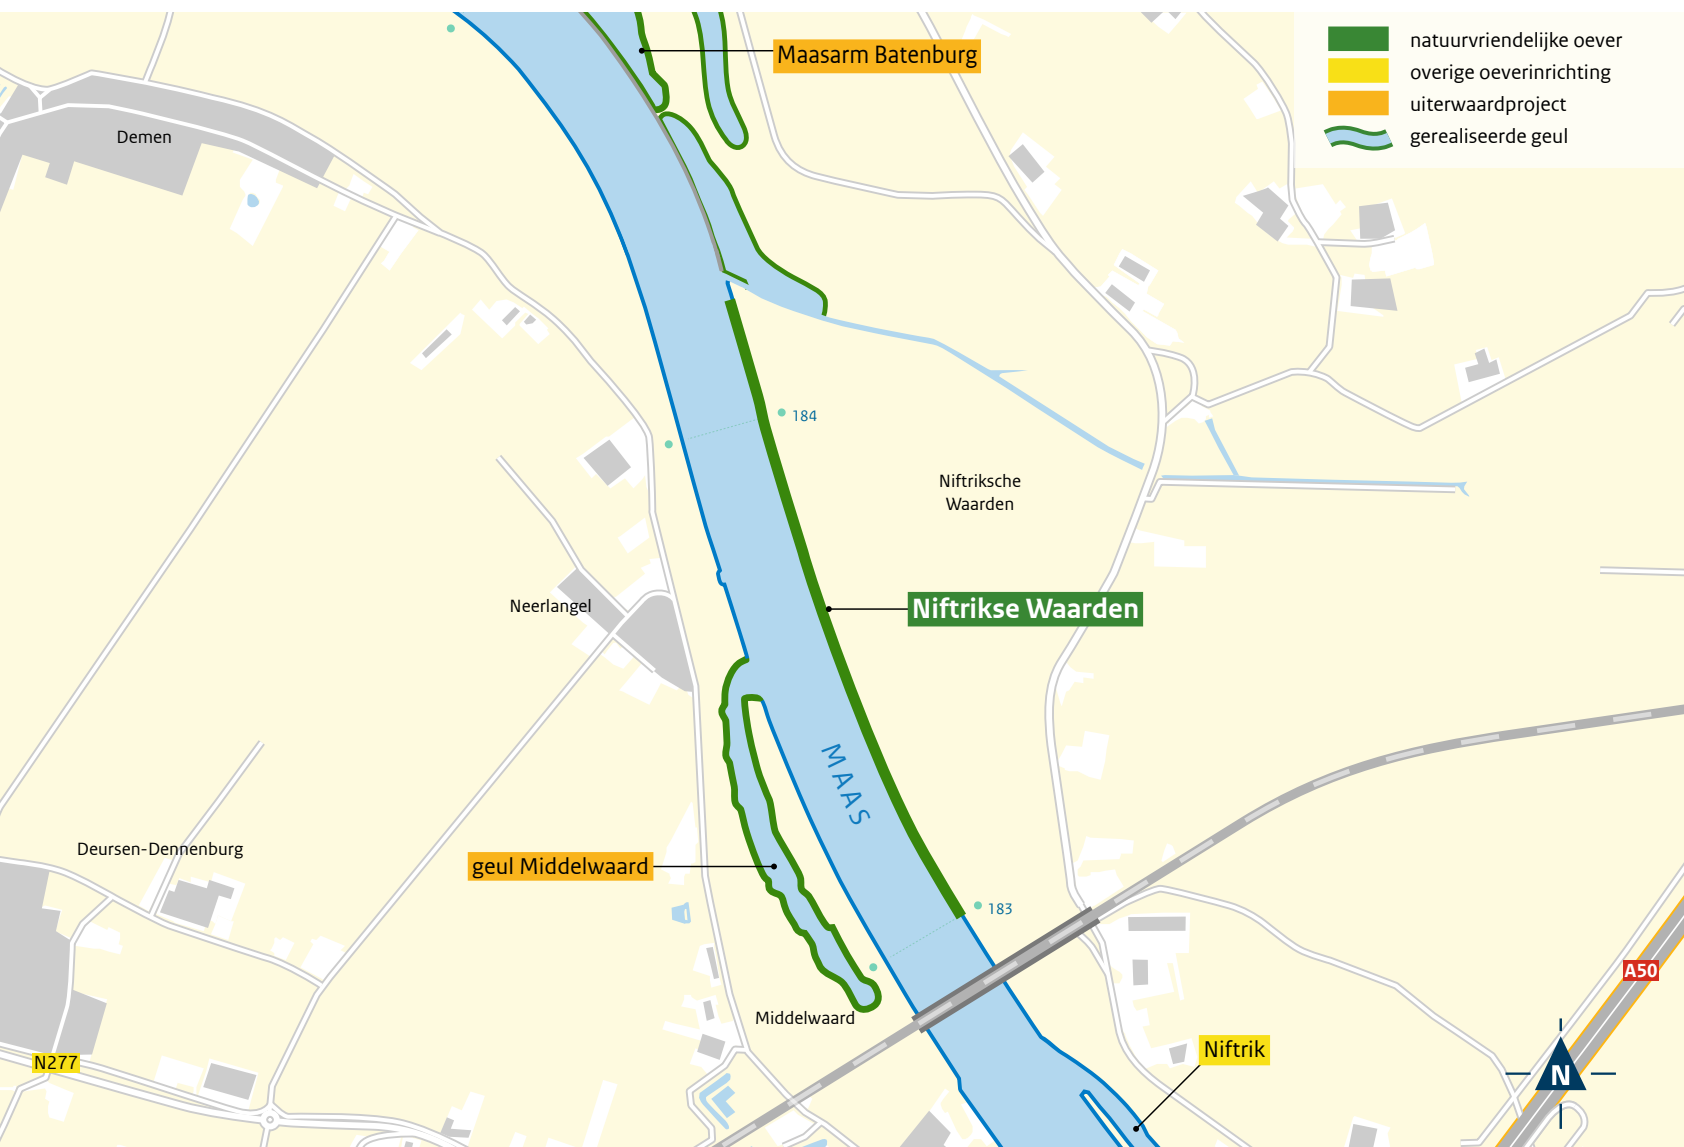 natuurvriendelijke oever
overige oeverinrichting
uiterwaardproject
gerealiseerde geul
Maasarm Batenburg
Demen
184
Niftriksche
Waarden
Neerlangel
Niftrikse Waarden
MAAS
Deursen-Dennenburg
geul Middelwaard
183
A50
Middelwaard
Niftrik
N277
N